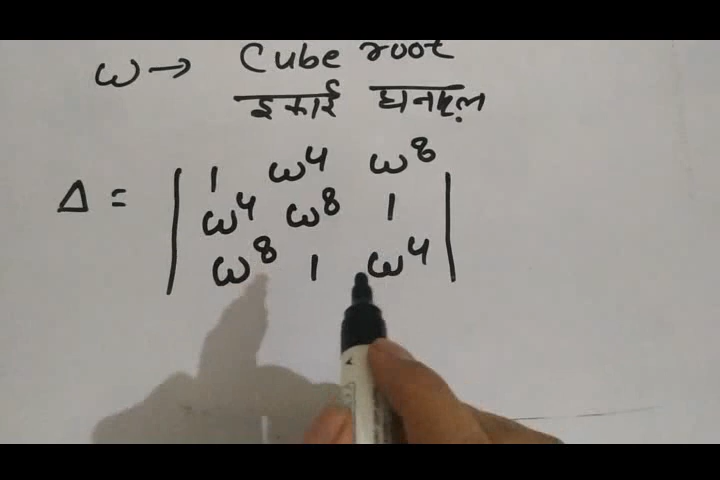 ω → Cube root
इकाई घनमूल
Δ = | 1 ω⁴ ω⁸ |
| ω⁴ ω⁸ 1 |
| ω⁸ 1 ω⁴ |